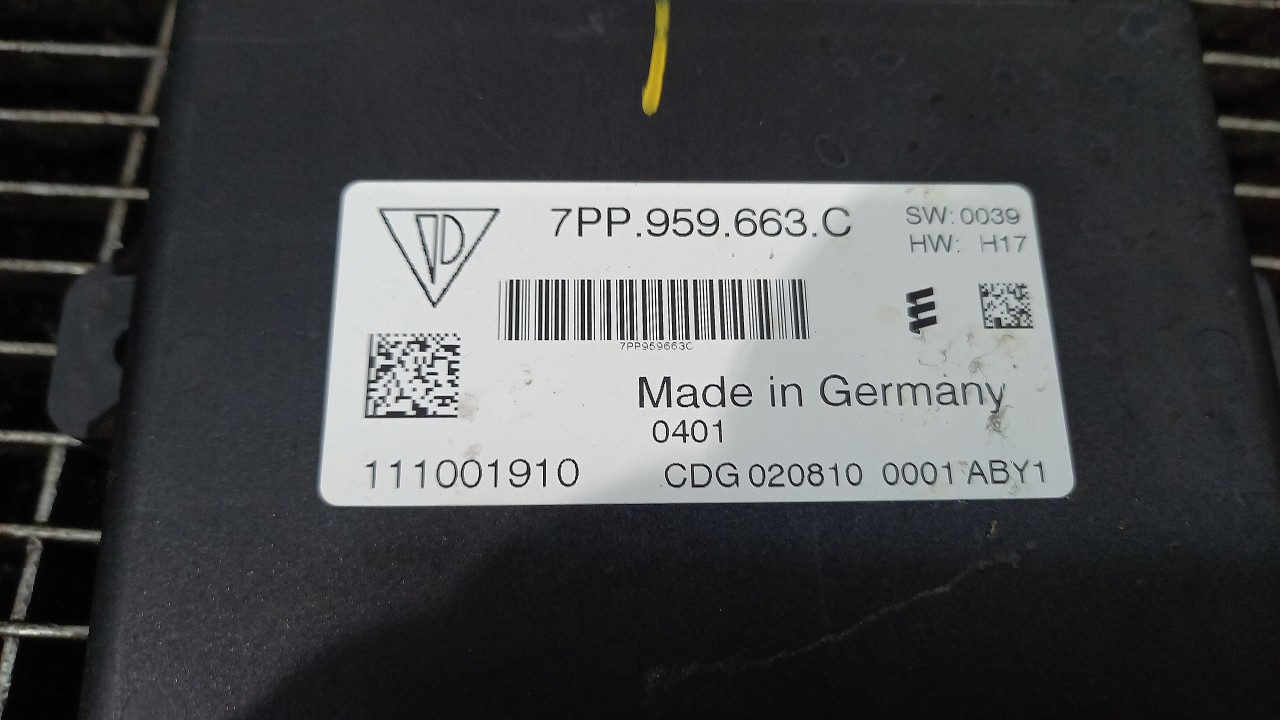 7PP.959.663.C
SW: 0039
HW: H17
7PP959663C
Made in Germany
0401
111001910
CDG 020810 0001 ABY1